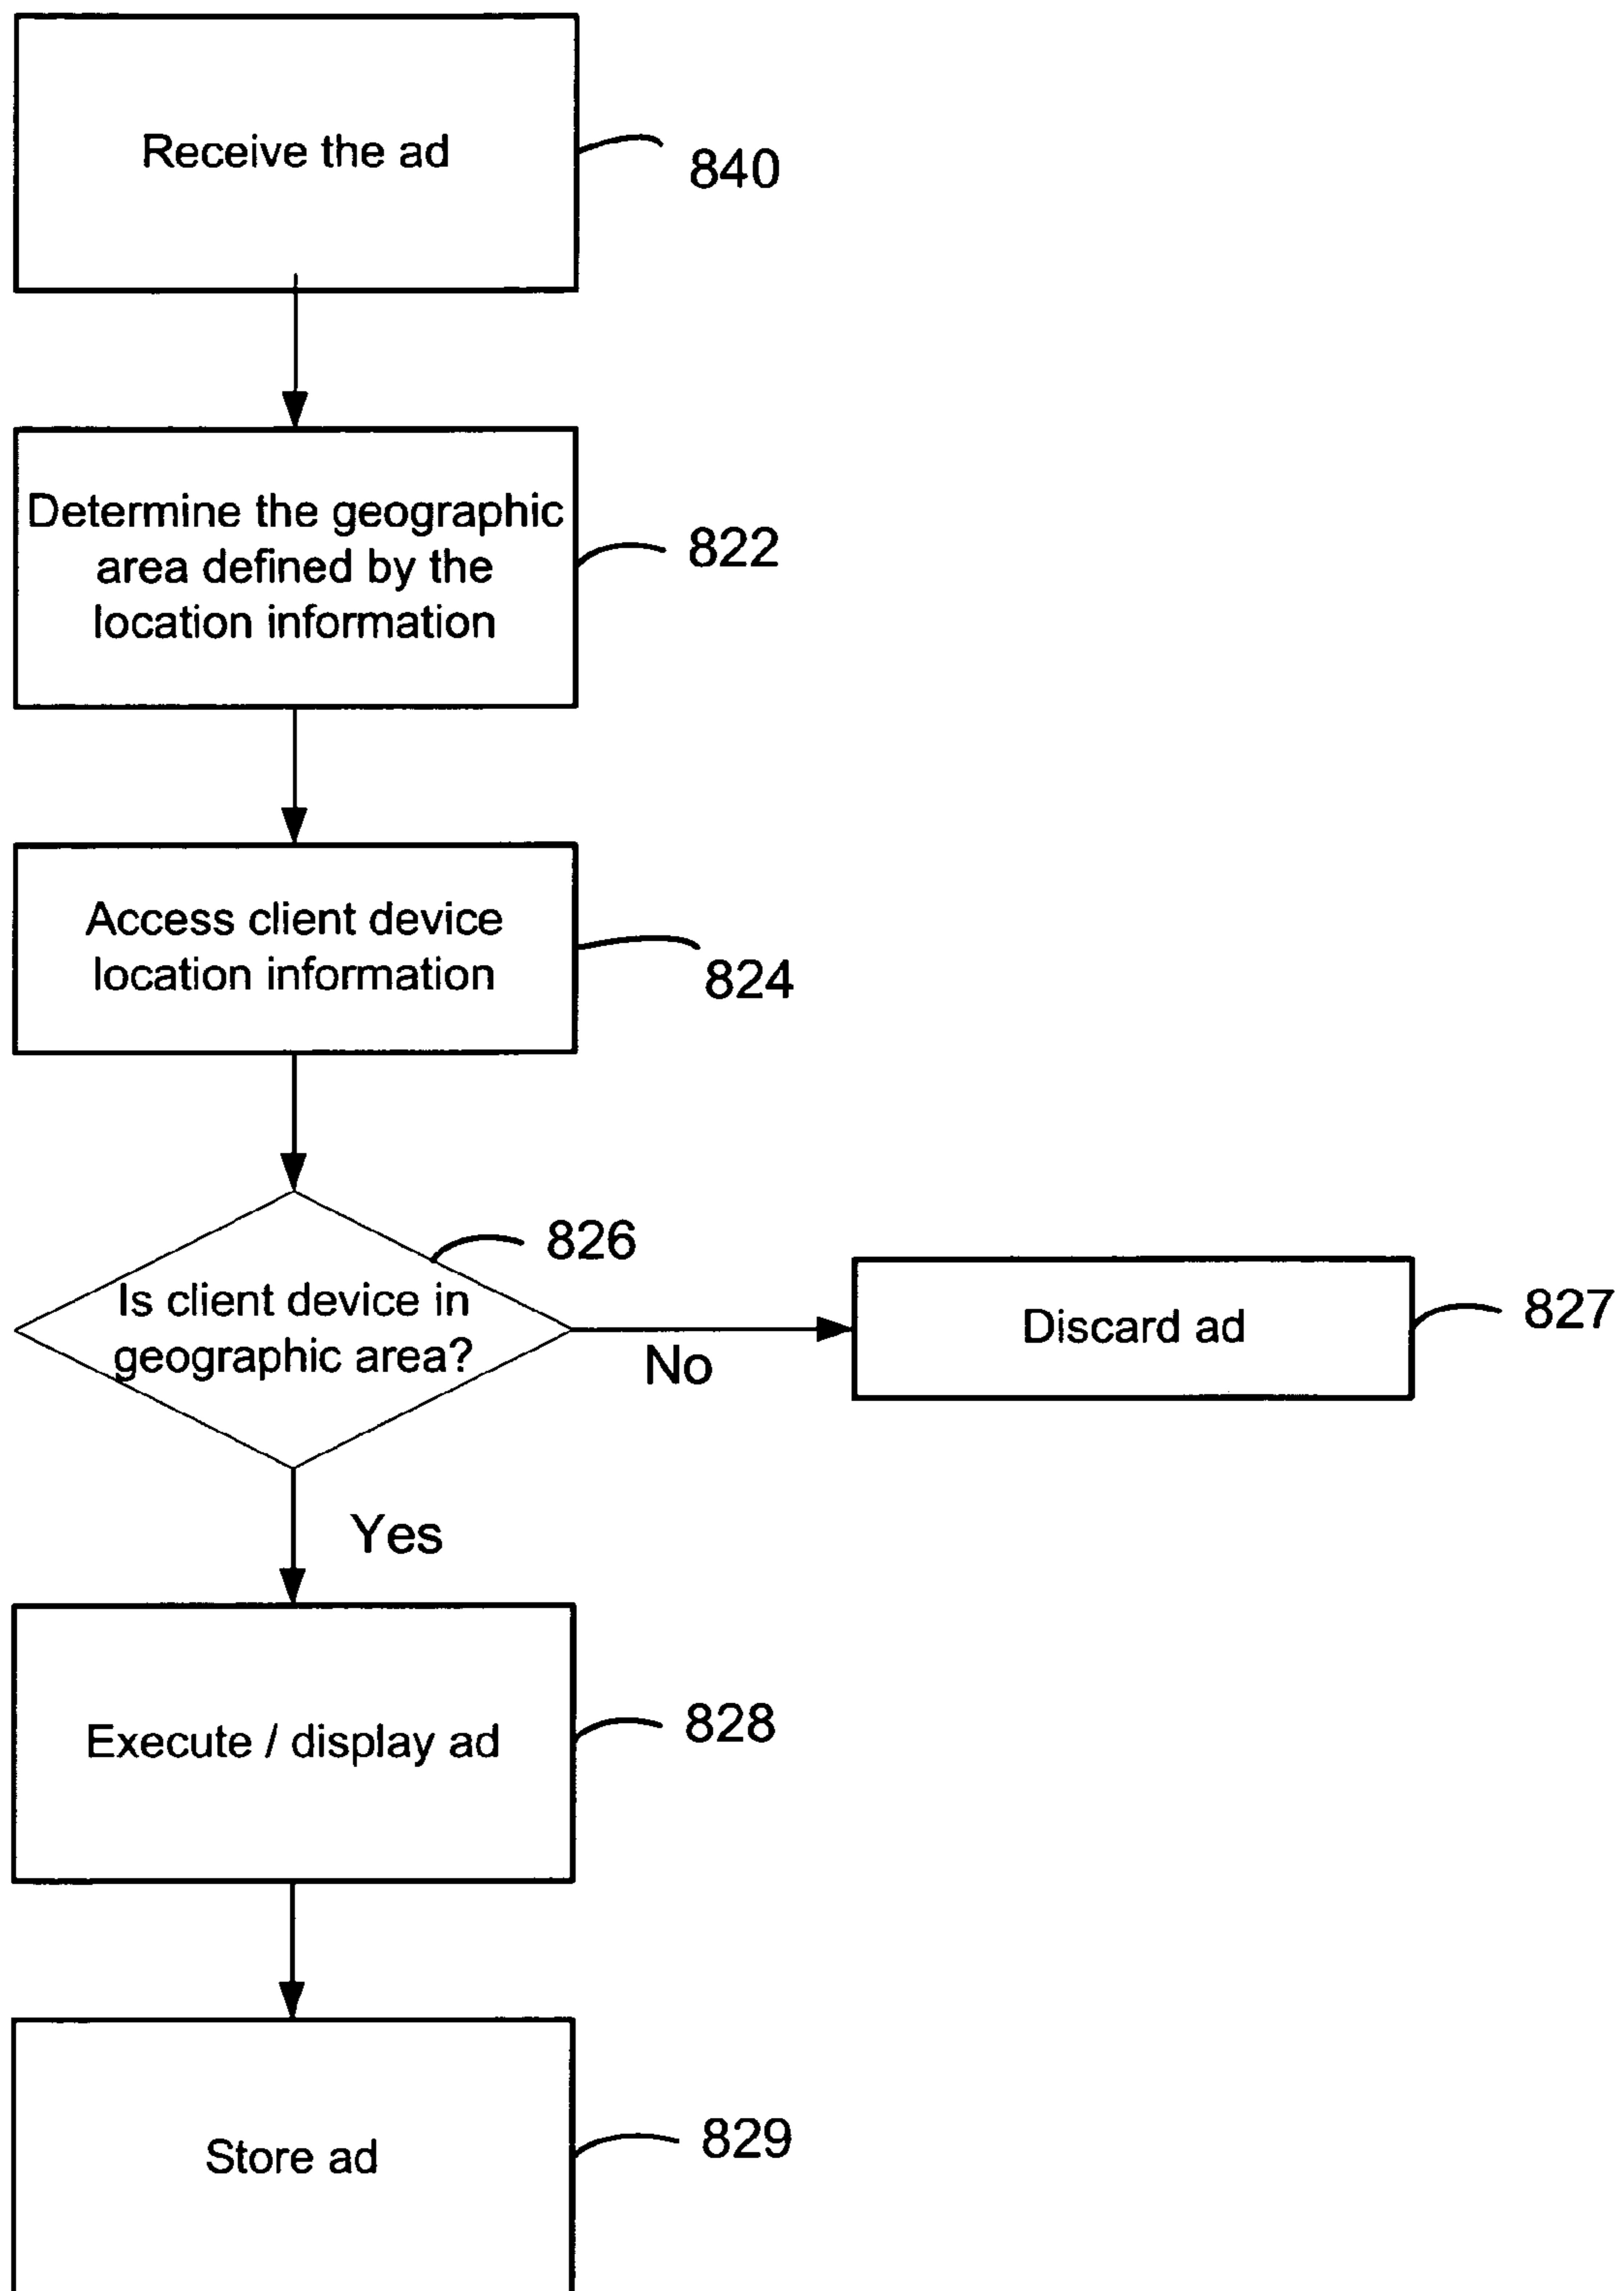 Receive the ad
840
Determine the geographic
area defined by the
location information
822
Access client device
location information
824
826
Is client device in
geographic area?
No
Discard ad
827
Yes
Execute / display ad
828
Store ad
829